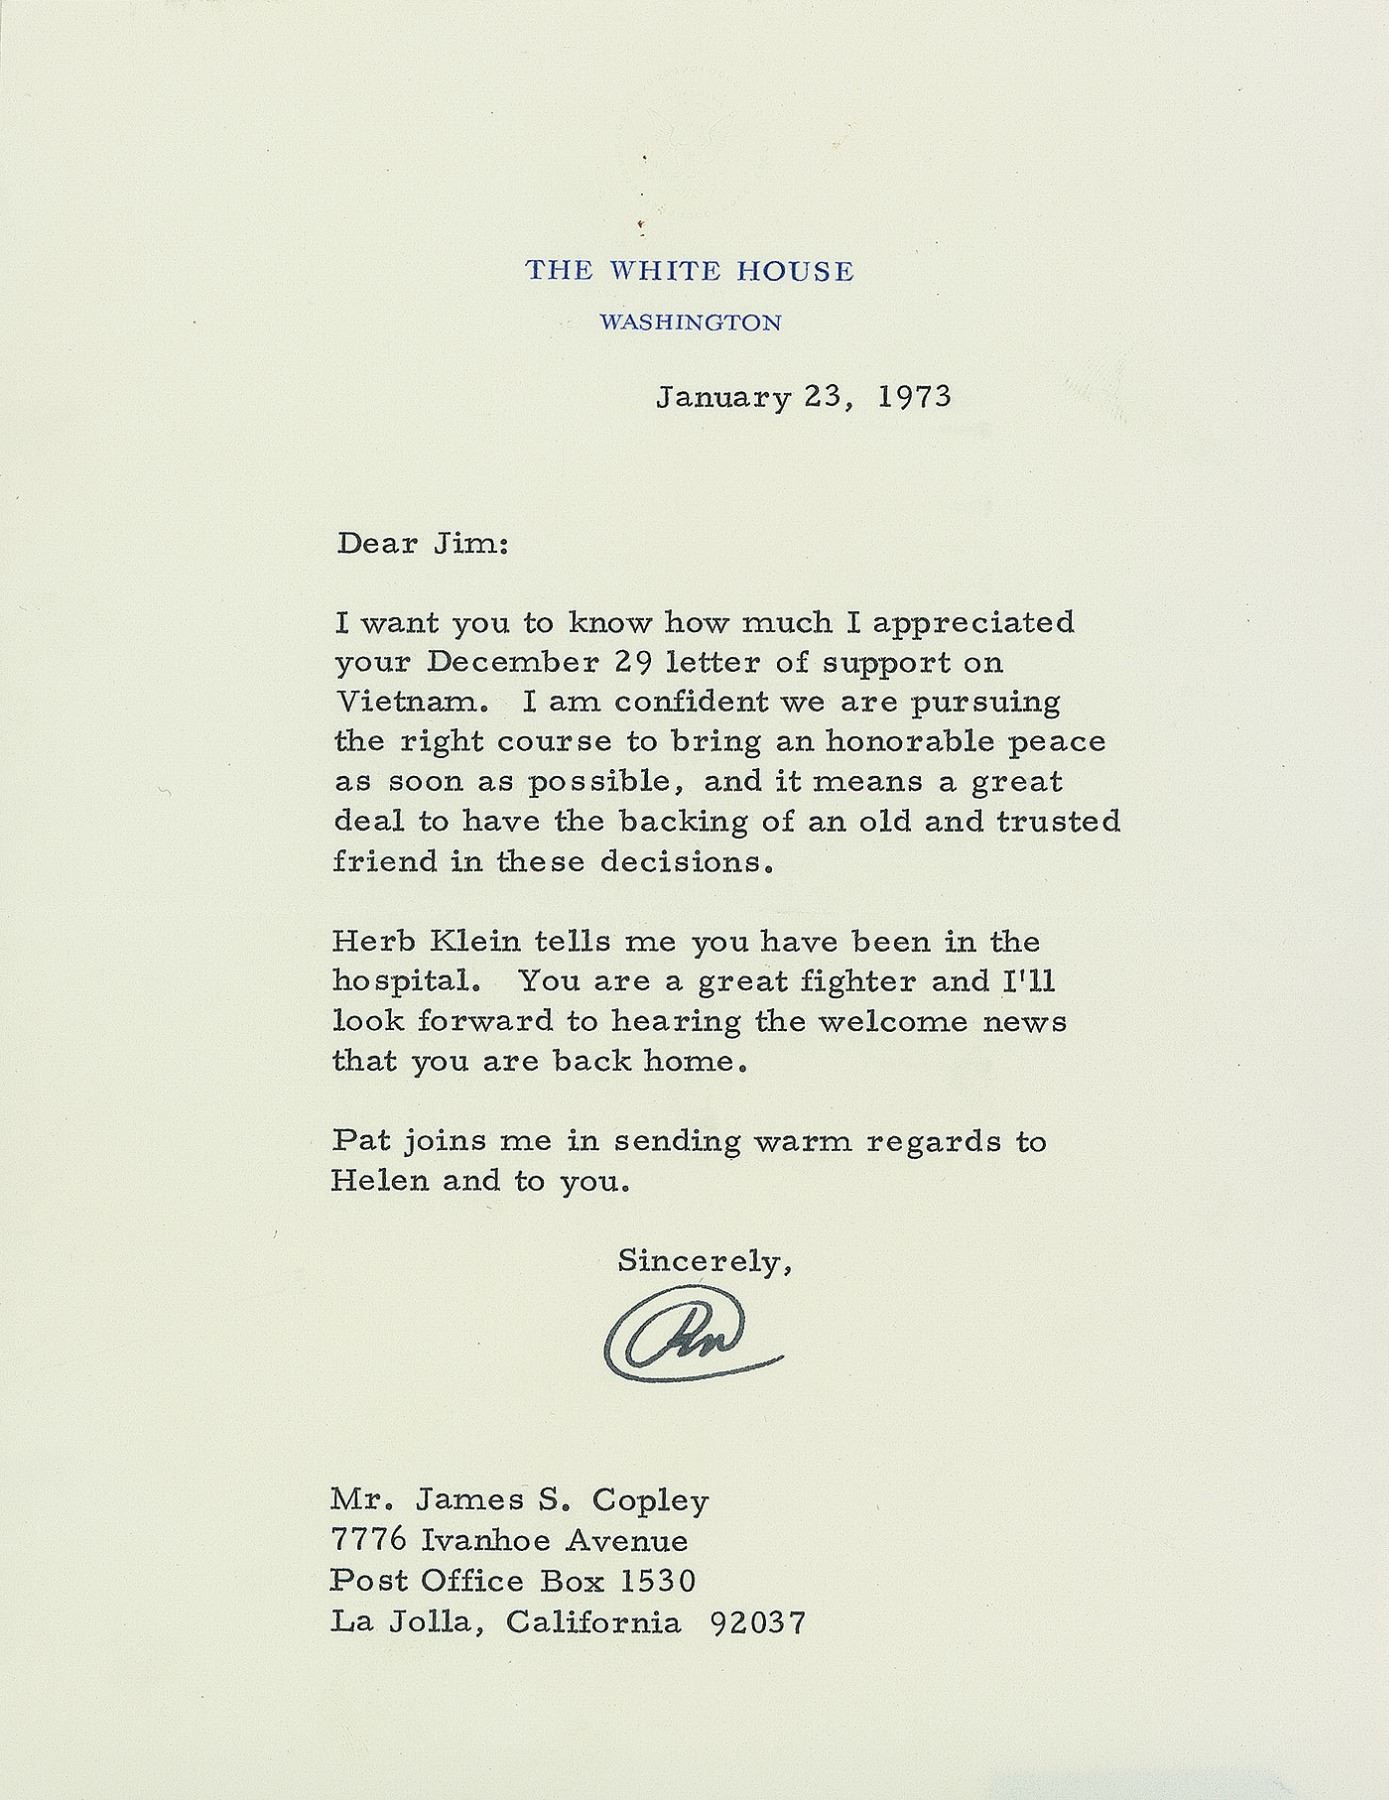 THE WHITE HOUSE
WASHINGTON
January 23, 1973
Dear Jim:
I want you to know how much I appreciated
your December 29 letter of support on
Vietnam.  I am confident we are pursuing
the right course to bring an honorable peace
as soon as possible, and it means a great
deal to have the backing of an old and trusted
friend in these decisions.
Herb Klein tells me you have been in the
hospital.  You are a great fighter and I'll
look forward to hearing the welcome news
that you are back home.
Pat joins me in sending warm regards to
Helen and to you.
Sincerely,
RN
Mr. James S. Copley
7776 Ivanhoe Avenue
Post Office Box 1530
La Jolla, California  92037